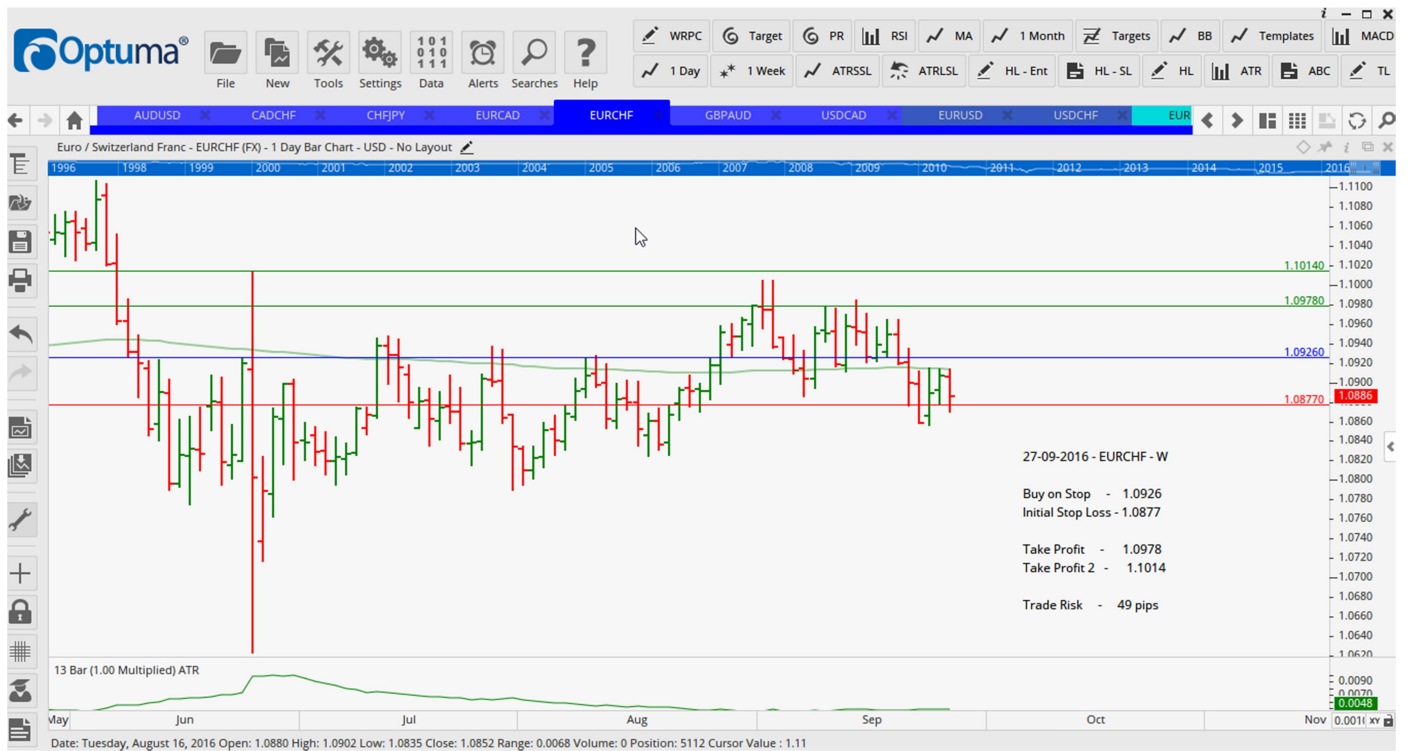 Optuma®
File New Tools Settings Data Alerts Searches Help
WRPC Target PR RSI MA 1 Month Targets BB Templates MACD
1 Day 1 Week ATRSSL ATRLSL HL - Ent HL - SL HL ATR ABC TL
AUDUSD CADCHF CHFJPY EURCAD EURCHF GBPAUD USDCAD EURUSD USDCHF EUR
Euro / Switzerland Franc - EURCHF (FX) - 1 Day Bar Chart - USD - No Layout
1996 1998 1999 2000 2001 2002 2003 2004 2005 2006 2007 2008 2009 2010 2011 2012 2013 2014 2015 2016
1.1100
1.1080
1.1060
1.1040
1.10140
1.1020
1.1000
1.09780
1.0980
1.0960
1.0940
1.09260
1.0920
1.0900
1.08770
1.0886
1.0860
1.0840
1.0820
1.0800
1.0780
1.0760
1.0740
1.0720
1.0700
1.0680
1.0660
1.0640
1.0620
27-09-2016 - EURCHF - W
Buy on Stop - 1.0926
Initial Stop Loss - 1.0877
Take Profit - 1.0978
Take Profit 2 - 1.1014
Trade Risk - 49 pips
13 Bar (1.00 Multiplied) ATR
0.0090
0.0070
0.0048
May Jun Jul Aug Sep Oct Nov
XY
Date: Tuesday, August 16, 2016 Open: 1.0880 High: 1.0902 Low: 1.0835 Close: 1.0852 Range: 0.0068 Volume: 0 Position: 5112 Cursor Value : 1.11